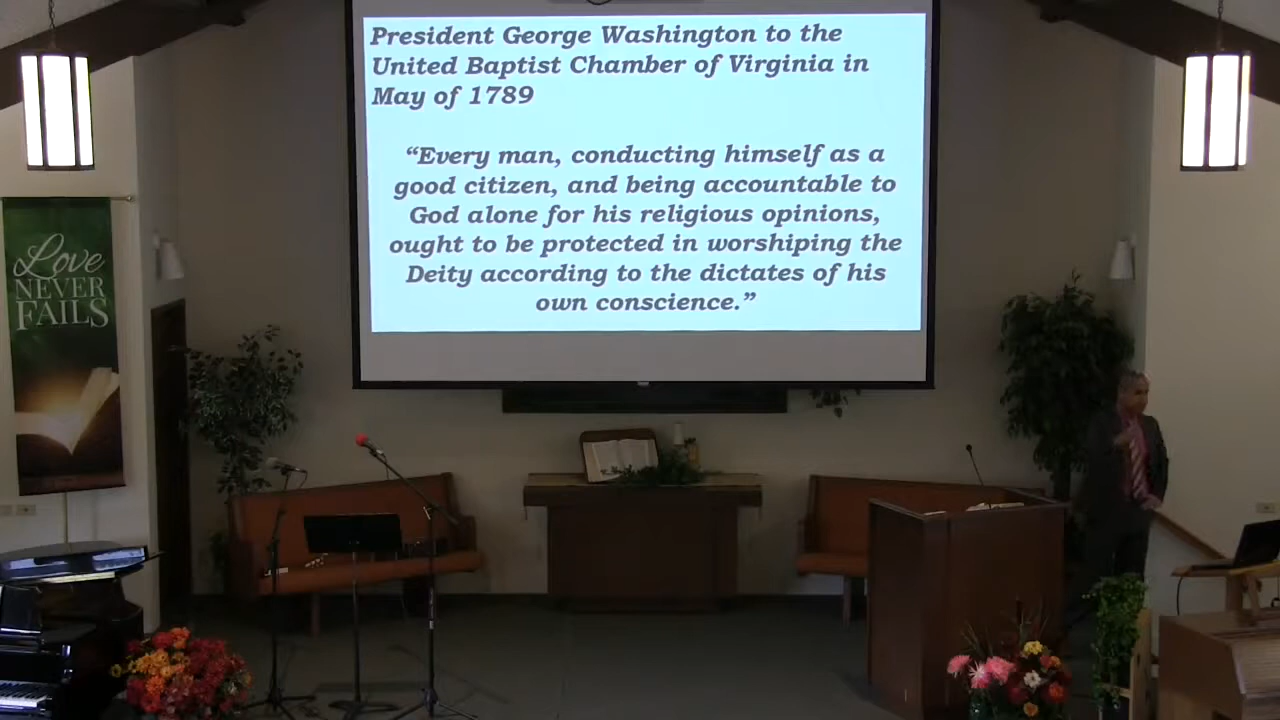 President George Washington to the
United Baptist Chamber of Virginia in
May of 1789
“Every man, conducting himself as a
good citizen, and being accountable to
God alone for his religious opinions,
ought to be protected in worshiping the
Deity according to the dictates of his
own conscience.”
Love
NEVER
FAILS